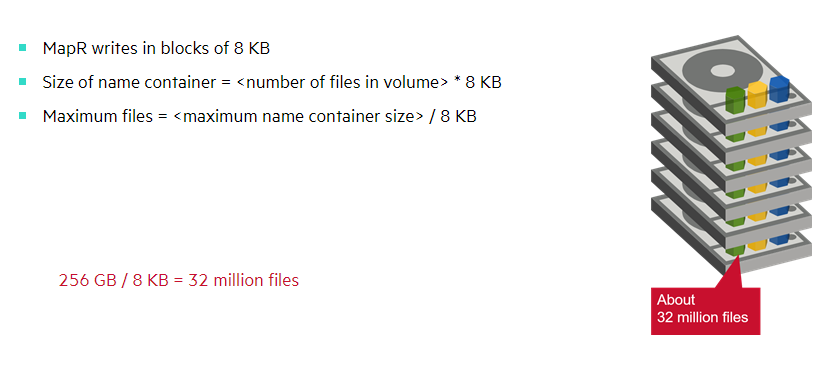 MapR writes in blocks of 8 KB
Size of name container = <number of files in volume> * 8 KB
Maximum files = <maximum name container size> / 8 KB
256 GB / 8 KB = 32 million files
About
32 million files